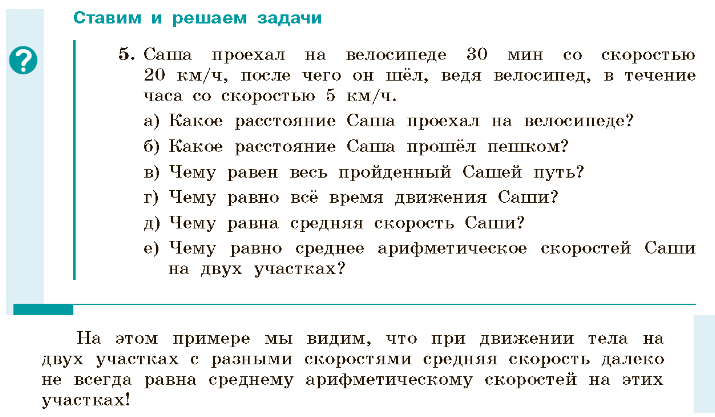 Ставим и решаем задачи
?
5. Саша проехал на велосипеде 30 мин со скоростью
20 км/ч, после чего он шёл, ведя велосипед, в течение
часа со скоростью 5 км/ч.
а) Какое расстояние Саша проехал на велосипеде?
б) Какое расстояние Саша прошёл пешком?
в) Чему равен весь пройденный Сашей путь?
г) Чему равно всё время движения Саши?
д) Чему равна средняя скорость Саши?
е) Чему равно среднее арифметическое скоростей Саши
на двух участках?
На этом примере мы видим, что при движении тела на
двух участках с разными скоростями средняя скорость далеко
не всегда равна среднему арифметическому скоростей на этих
участках!